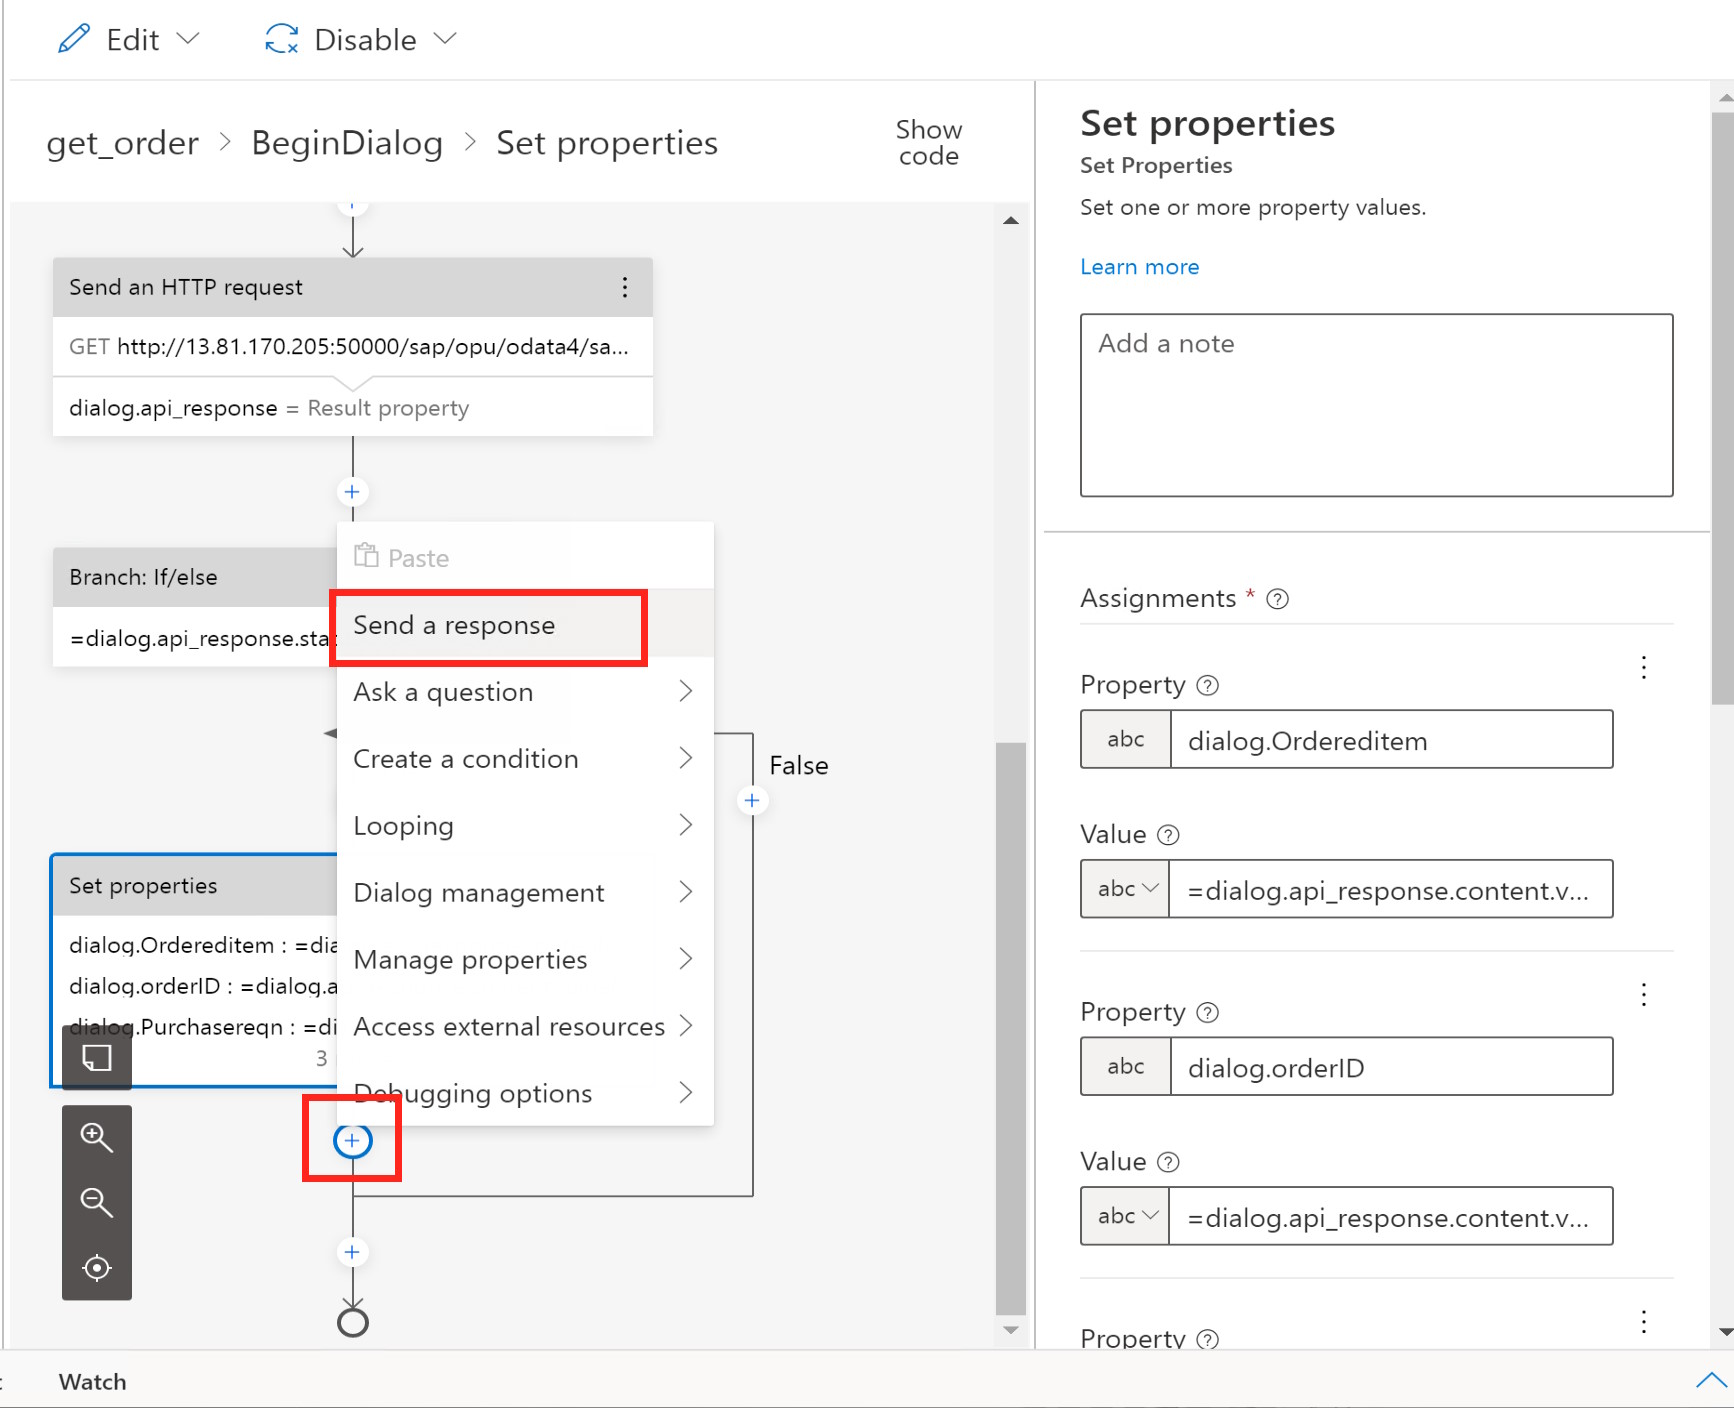 Edit
Disable
get_order > BeginDialog > Set properties
Show
code
Send an HTTP request
GET http://13.81.170.205:50000/sap/opu/odata4/sa...
dialog.api_response = Result property
Branch: If/else
=dialog.api_response.sta
Paste
Send a response
Ask a question
Create a condition
Looping
Dialog management
Manage properties
Access external resources
Debugging options
False
Set properties
dialog.Ordereditem : =dia
dialog.orderID : =dialog.a
dialog.Purchasereqn : =di
3
Set properties
Set Properties
Set one or more property values.
Learn more
Add a note
Assignments *
Property
abc dialog.Ordereditem
Value
abc =dialog.api_response.content.v...
Property
abc dialog.orderID
Value
abc =dialog.api_response.content.v...
Property
Watch